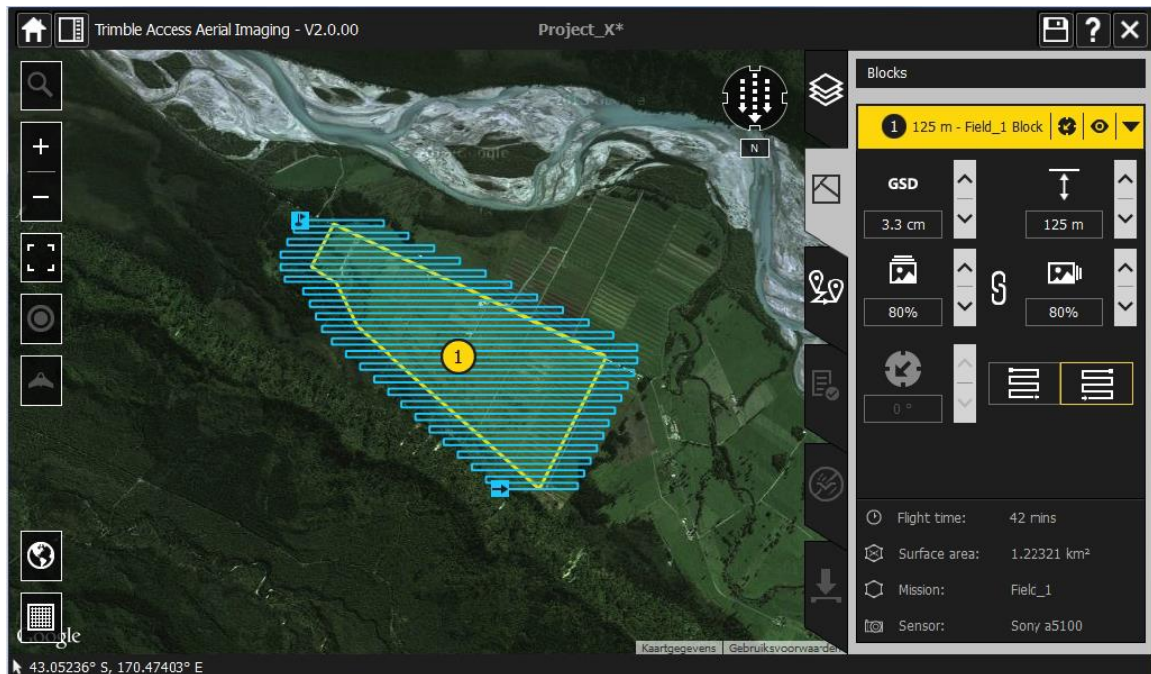 Trimble Access Aerial Imaging - V2.0.00
Project_X*
?
Blocks
1 125 m - Field_1 Block
GSD
3.3 cm
125 m
80%
80%
0 °
N
1
Flight time: 42 mins
Surface area: 1.22321 km²
Mission: Field_1
Sensor: Sony a5100
Google
Google
Kaartgegevens Gebruiksvoorwaarden
43.05236° S, 170.47403° E